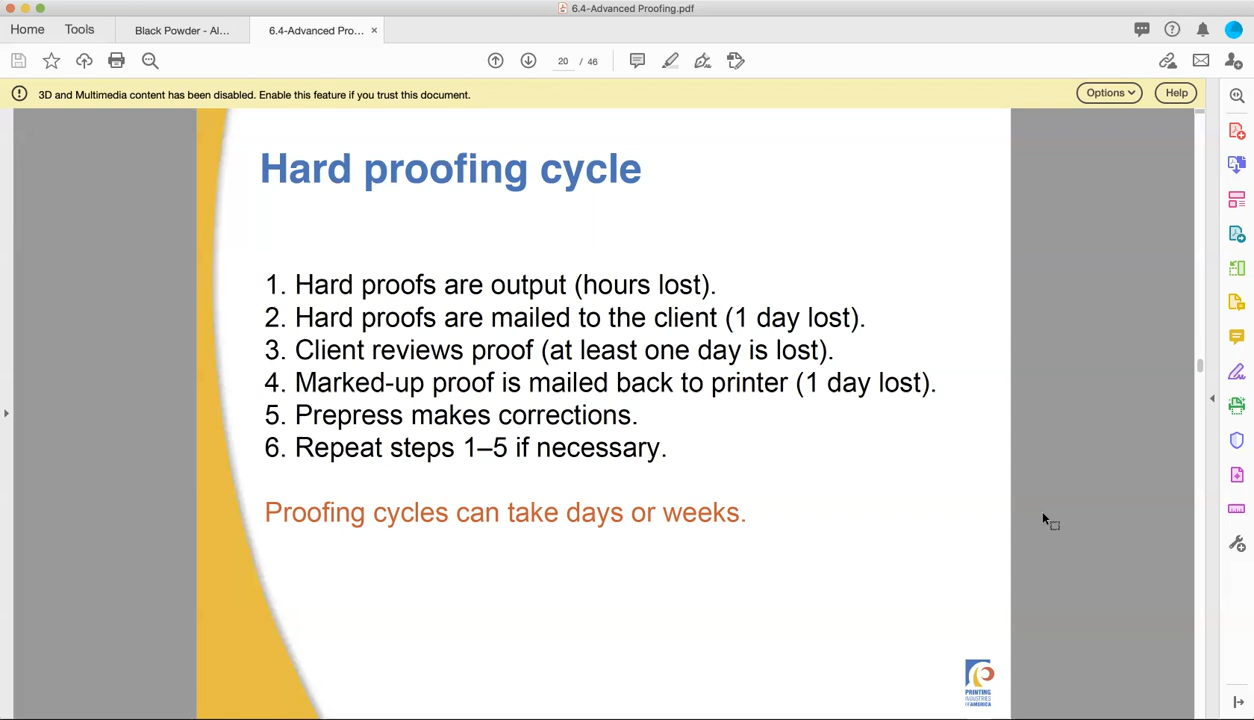 6.4-Advanced Proofing.pdf
Home
Tools
Black Powder - Al...
6.4-Advanced Pro... ×
20 / 46
3D and Multimedia content has been disabled. Enable this feature if you trust this document.
Options
Help
Hard proofing cycle
1. Hard proofs are output (hours lost).
2. Hard proofs are mailed to the client (1 day lost).
3. Client reviews proof (at least one day is lost).
4. Marked-up proof is mailed back to printer (1 day lost).
5. Prepress makes corrections.
6. Repeat steps 1–5 if necessary.
Proofing cycles can take days or weeks.
PRINTING
INDUSTRIES
OF AMERICA